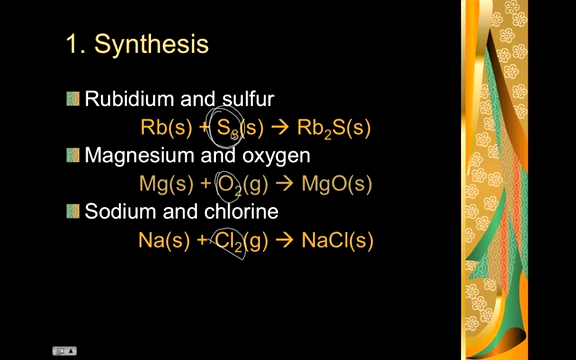 1. Synthesis
Rubidium and sulfur
Rb(s) + S₈(s) → Rb₂S(s)
Magnesium and oxygen
Mg(s) + O₂(g) → MgO(s)
Sodium and chlorine
Na(s) + Cl₂(g) → NaCl(s)